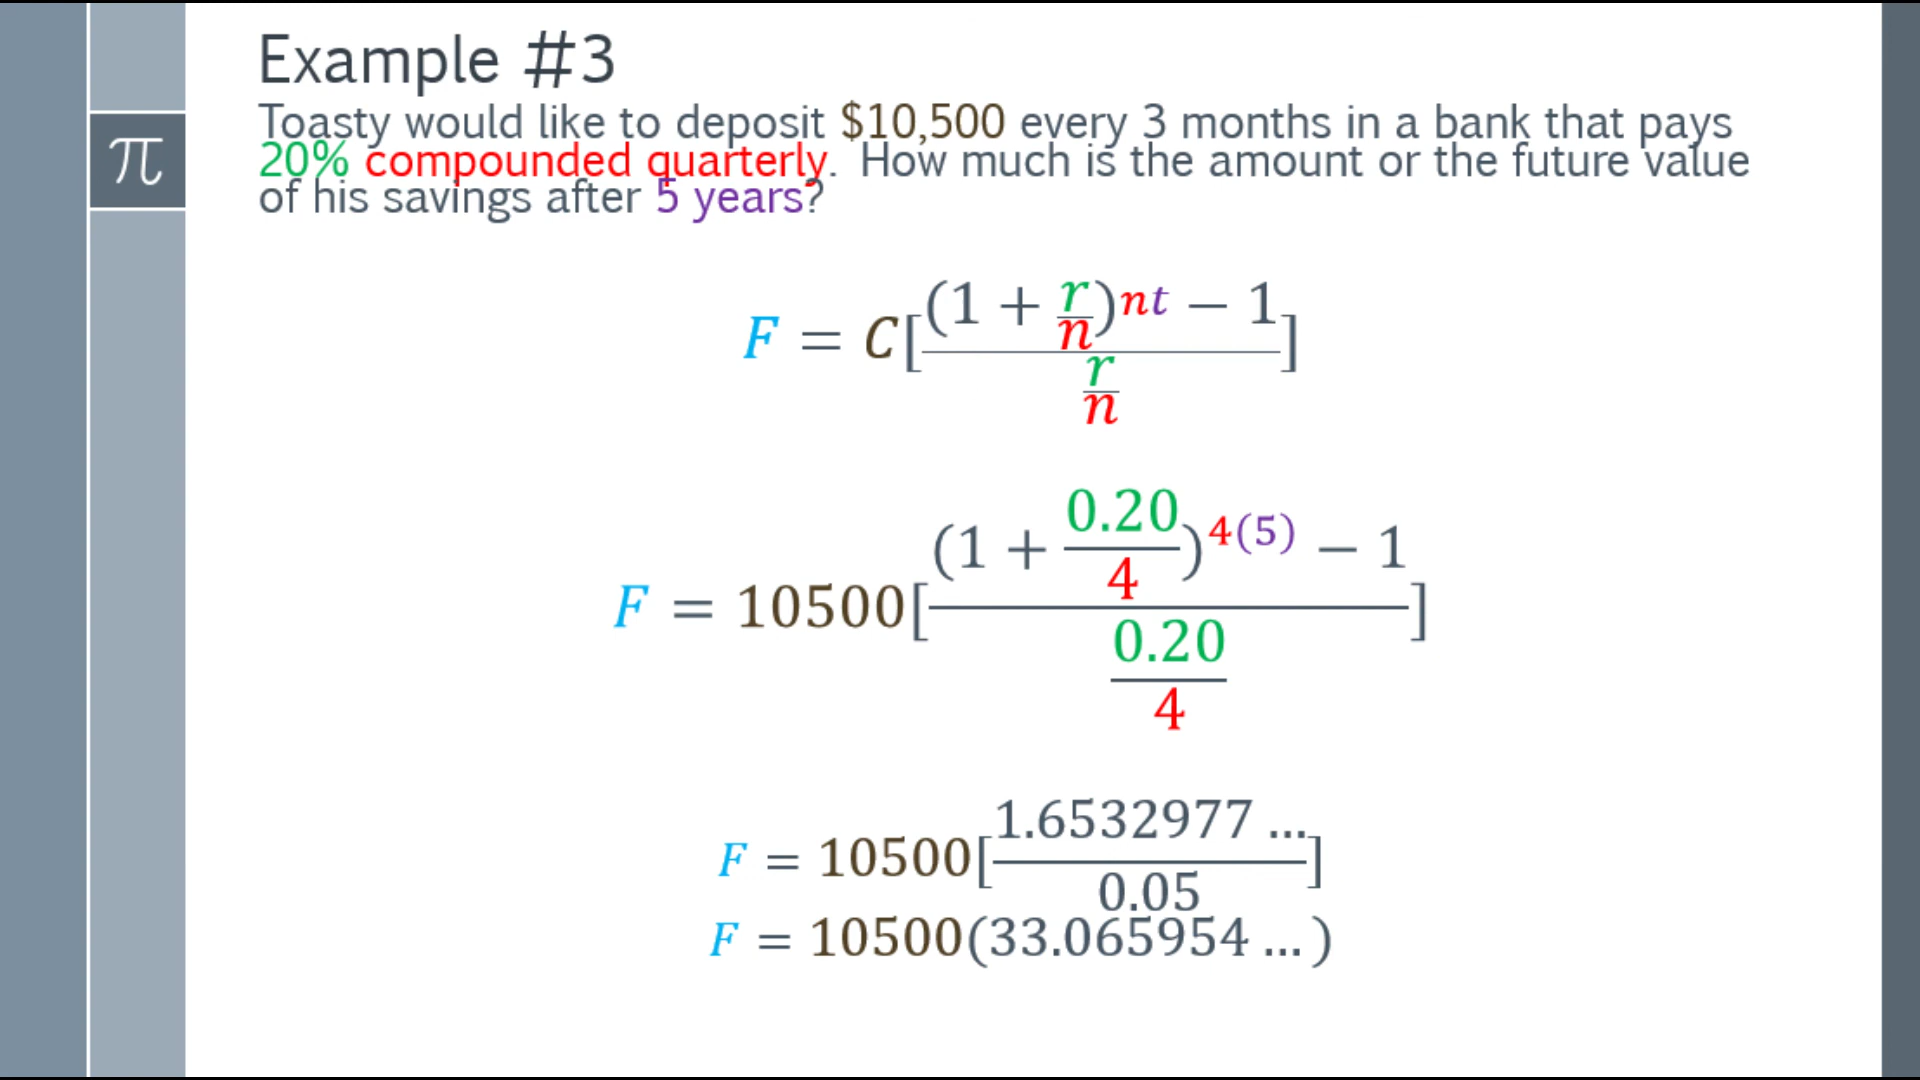 Example #3
π
Toasty would like to deposit $10,500 every 3 months in a bank that pays
20% compounded quarterly. How much is the amount or the future value
of his savings after 5 years?
F = C[((1 + r/n)^nt − 1)/(r/n)]
F = 10500[((1 + 0.20/4)^4(5) − 1)/(0.20/4)]
F = 10500[1.6532977 .../0.05]
F = 10500(33.065954 ... )